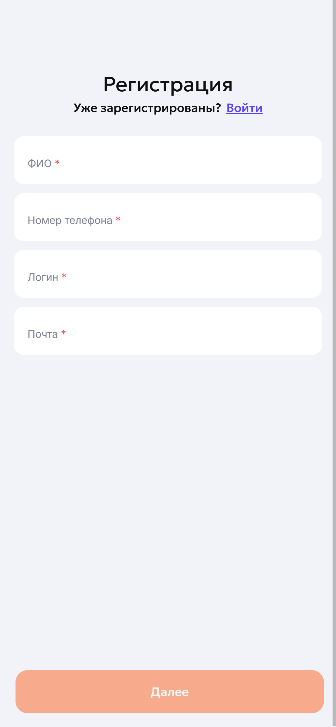 Регистрация
Уже зарегистрированы? Войти
ФИО *
Номер телефона *
Логин *
Почта *
Далее